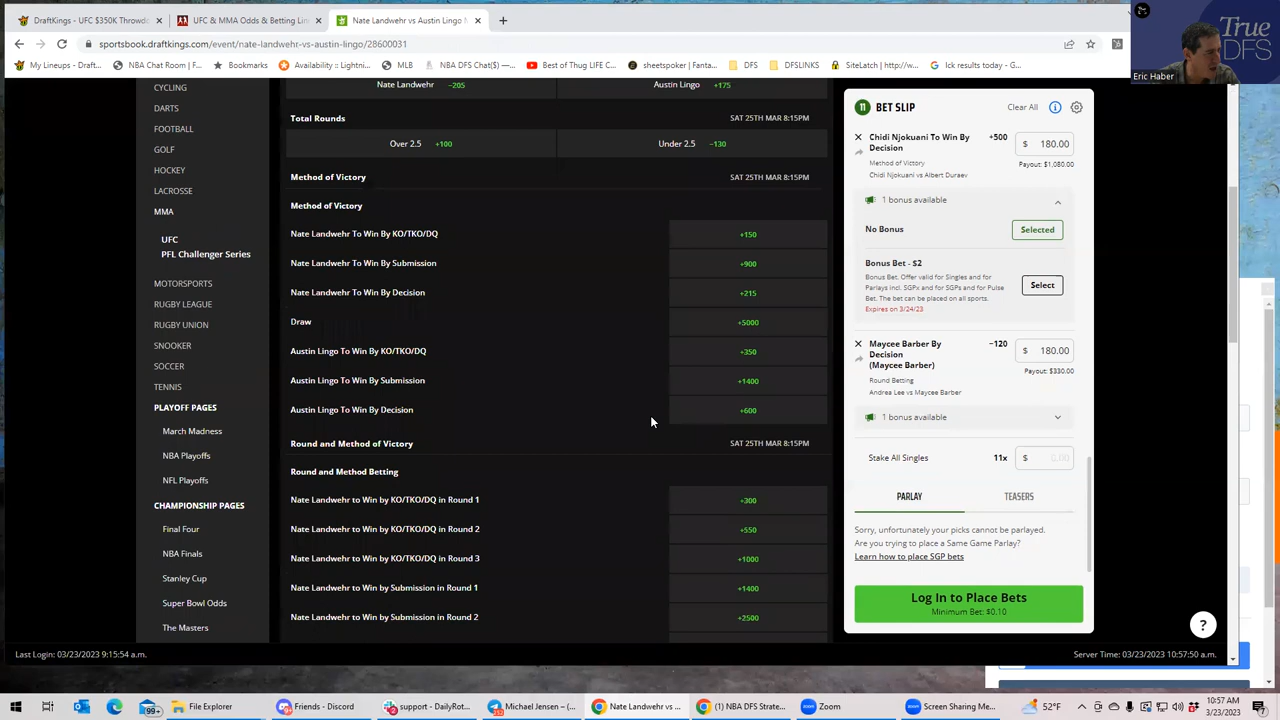 DraftKings - UFC $350K Throwdo
UFC & MMA Odds & Betting Lin
Nate Landwehr vs Austin Lingo M
sportsbook.draftkings.com/event/nate-landwehr-vs-austin-lingo/28600031
My Lineups - Draft...
NBA Chat Room | F...
Bookmarks
Availability :: Lightni...
MLB
NBA DFS Chat($) —...
Best of Thug LIFE C...
sheetspoker | Fanta...
DFS
DFSLINKS
SiteLatch | http://w...
lck results today - G...
True
DFS
Eric Haber
CYCLING
DARTS
FOOTBALL
GOLF
HOCKEY
LACROSSE
MMA
UFC
PFL Challenger Series
MOTORSPORTS
RUGBY LEAGUE
RUGBY UNION
SNOOKER
SOCCER
TENNIS
PLAYOFF PAGES
March Madness
NBA Playoffs
NFL Playoffs
CHAMPIONSHIP PAGES
Final Four
NBA Finals
Stanley Cup
Super Bowl Odds
The Masters
Nate Landwehr −205 Austin Lingo +175
Total Rounds SAT 25TH MAR 8:15PM
Over 2.5 +100 Under 2.5 −130
Method of Victory SAT 25TH MAR 8:15PM
Method of Victory
Nate Landwehr To Win By KO/TKO/DQ +150
Nate Landwehr To Win By Submission +900
Nate Landwehr To Win By Decision +215
Draw +5000
Austin Lingo To Win By KO/TKO/DQ +350
Austin Lingo To Win By Submission +1400
Austin Lingo To Win By Decision +600
Round and Method of Victory SAT 25TH MAR 8:15PM
Round and Method Betting
Nate Landwehr to Win by KO/TKO/DQ in Round 1 +300
Nate Landwehr to Win by KO/TKO/DQ in Round 2 +550
Nate Landwehr to Win by KO/TKO/DQ in Round 3 +1000
Nate Landwehr to Win by Submission in Round 1 +1400
Nate Landwehr to Win by Submission in Round 2 +2500
11 BET SLIP Clear All
Chidi Njokuani To Win By +500 $ 180.00
Decision
Method of Victory Payout: $1,080.00
Chidi Njokuani vs Albert Duraev
1 bonus available
No Bonus Selected
Bonus Bet - $2
Bonus Bet. Offer valid for Singles and for
Parlays incl. SGPx and for SGPs and for Pulse
Bet. The bet can be placed on all sports.
Expires on 3/24/23
Select
Maycee Barber By −120 $ 180.00
Decision
(Maycee Barber) Payout: $330.00
Round Betting
Andrea Lee vs Maycee Barber
1 bonus available
Stake All Singles 11x $ 0.00
PARLAY TEASERS
Sorry, unfortunately your picks cannot be parlayed.
Are you trying to place a Same Game Parlay?
Learn how to place SGP bets
Log In to Place Bets
Minimum Bet: $0.10
?
Last Login: 03/23/2023 9:15:54 a.m. Server Time: 03/23/2023 10:57:50 a.m.
99+
File Explorer
Friends - Discord
support - DailyRot...
Michael Jensen – (...
Nate Landwehr vs ...
(1) NBA DFS Strate...
Zoom
Screen Sharing Me...
52°F
10:57 AM
3/23/2023